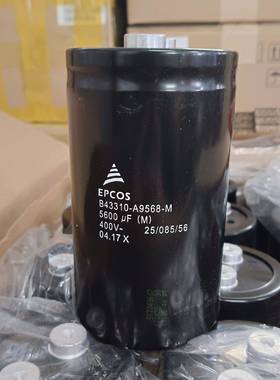 EPCOS
B43310-A9568-M
5600 µF (M)
400V- 25/085/56
04.17 X